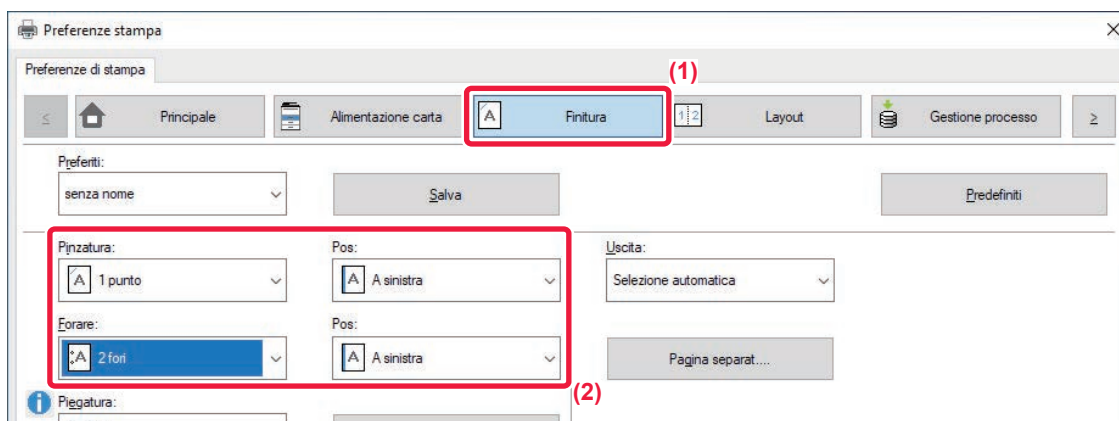 Preferenze stampa
Preferenze di stampa
(1)
Principale
Alimentazione carta
Finitura
Layout
Gestione processo
Preferiti:
senza nome
Salva
Predefiniti
Pinzatura:
Pos:
Uscita:
1 punto
A sinistra
Selezione automatica
Forare:
Pos:
2 fori
A sinistra
Pagina separat....
(2)
Piegatura: